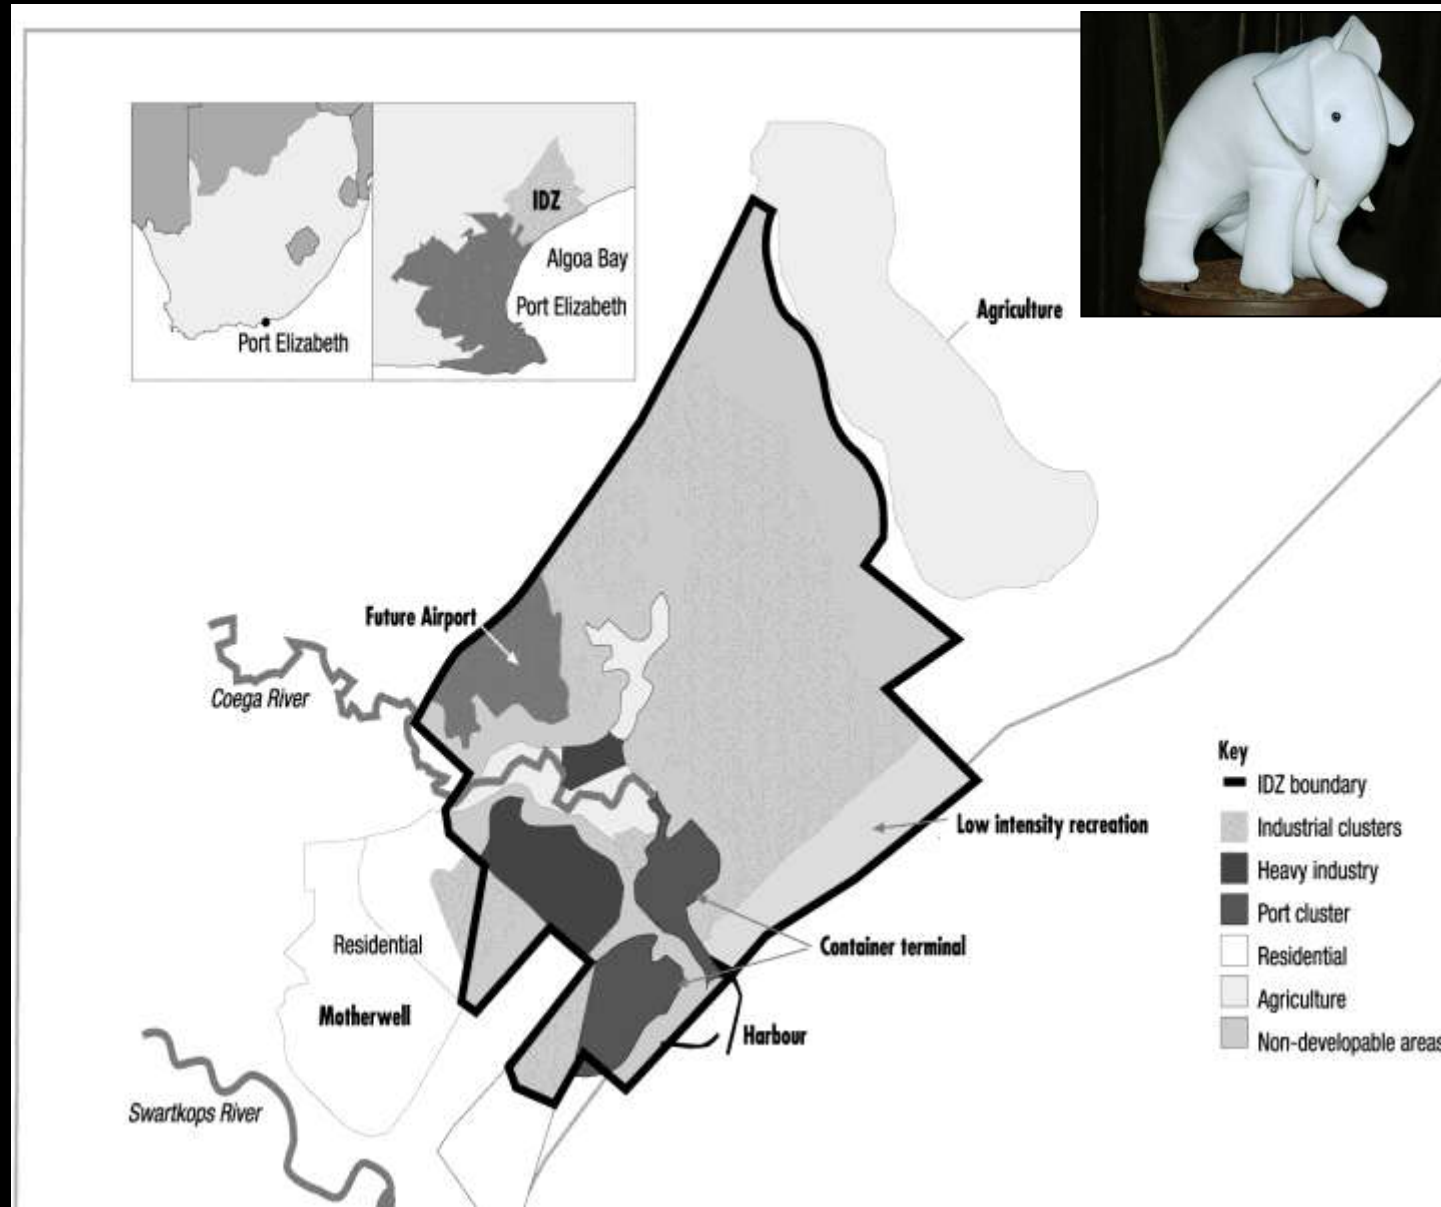 IDZ
Algoa Bay
Port Elizabeth
Port Elizabeth
Agriculture
Future Airport
Coega River
Key
IDZ boundary
Low intensity recreation
Industrial clusters
Heavy industry
Port cluster
Residential
Container terminal
Residential
Agriculture
Motherwell
Harbour
Non-developable areas
Swartkops River